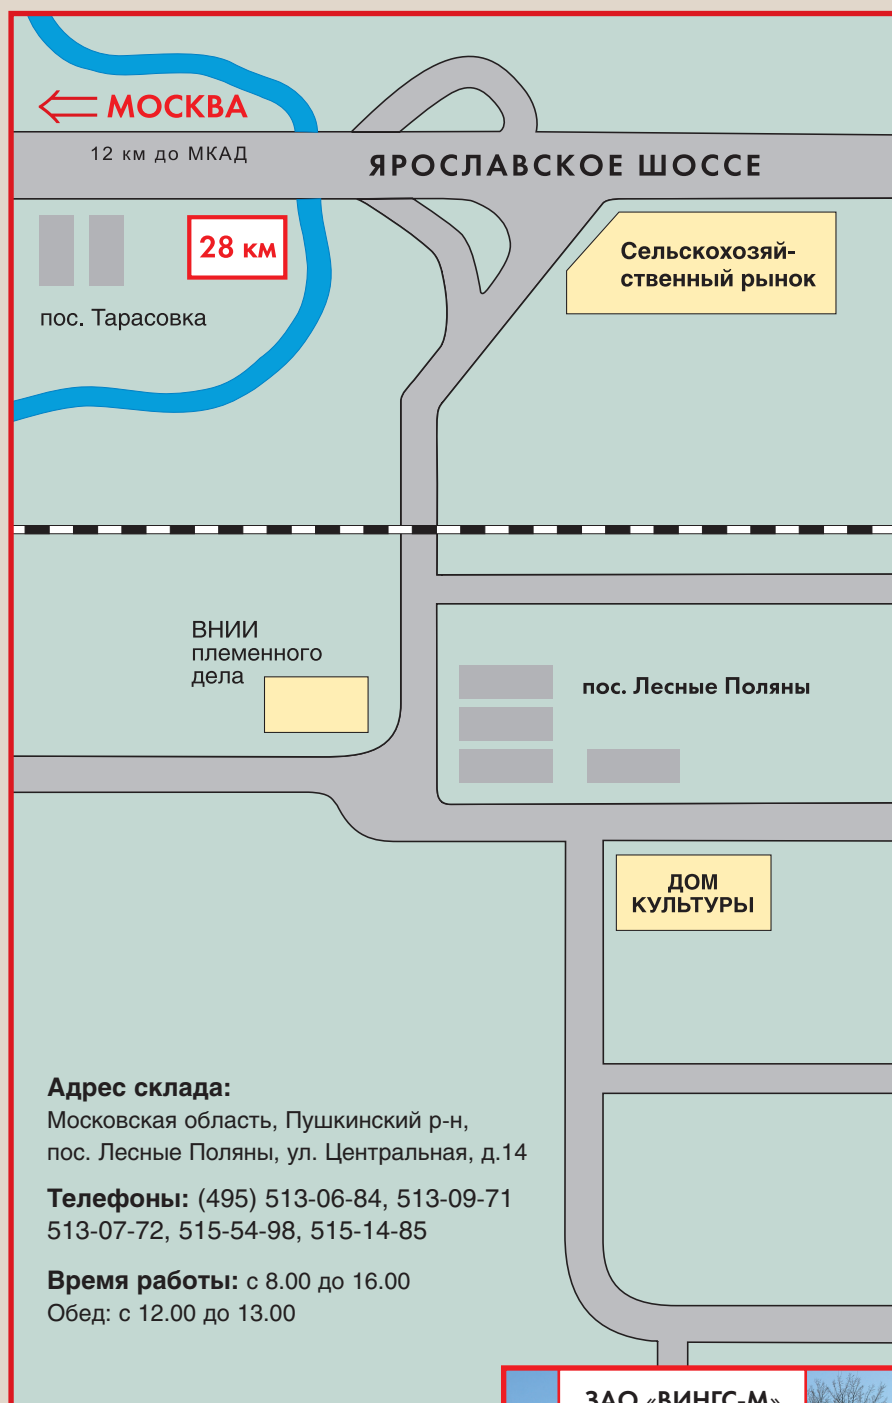 МОСКВА
12 км до МКАД
ЯРОСЛАВСКОЕ ШОССЕ
28 км
Сельскохозяй-
ственный рынок
пос. Тарасовка
ВНИИ
племенного
дела
пос. Лесные Поляны
ДОМ
КУЛЬТУРЫ
Адрес склада:
Московская область, Пушкинский р-н,
пос. Лесные Поляны, ул. Центральная, д.14
Телефоны: (495) 513-06-84, 513-09-71
513-07-72, 515-54-98, 515-14-85
Время работы: с 8.00 до 16.00
Обед: с 12.00 до 13.00
ЗАО «ВИНГС-М»